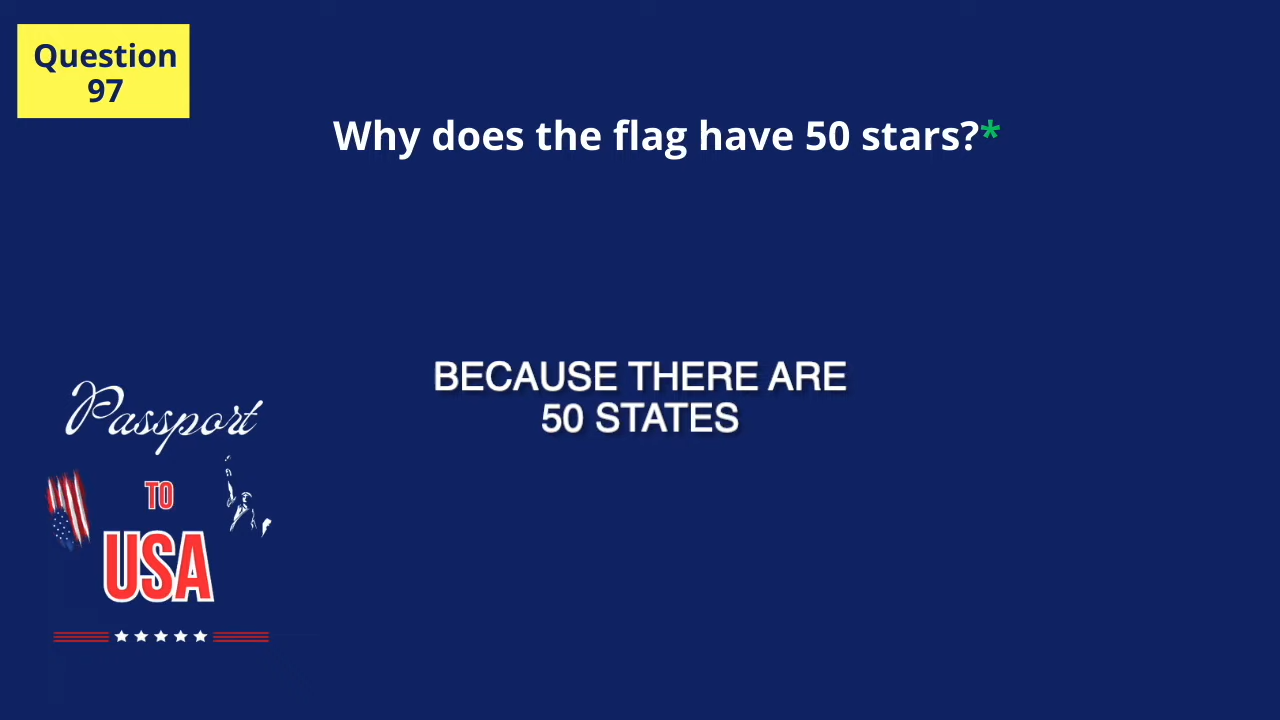 Question
97
Why does the flag have 50 stars?*
BECAUSE THERE ARE
50 STATES
Passport
TO
USA